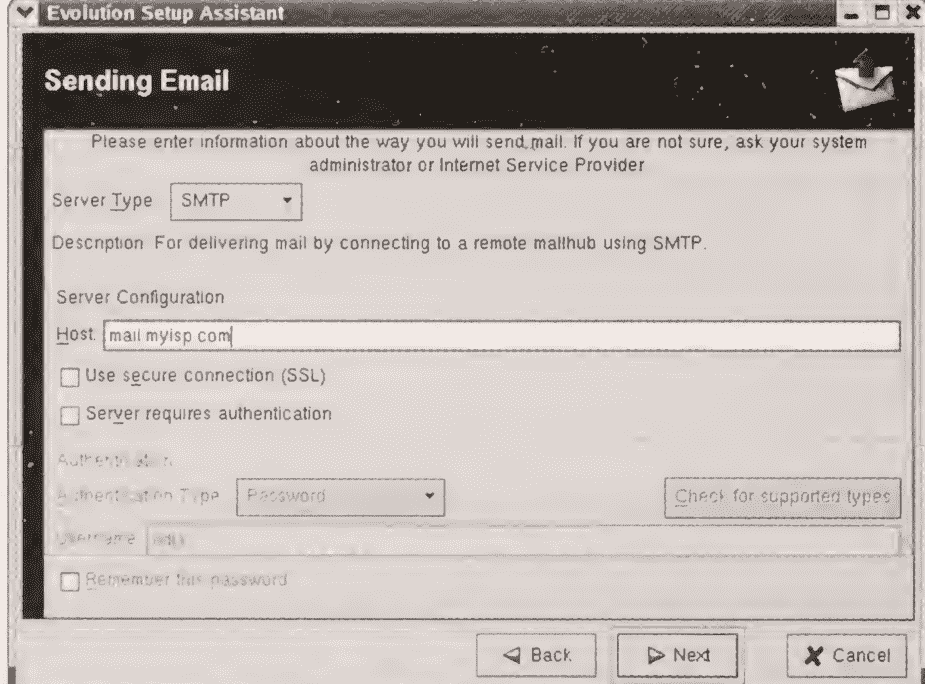 Evolution Setup Assistant
Sending Email
Please enter information about the way you will send mail. If you are not sure, ask your system
administrator or Internet Service Provider
Server Type SMTP
Description For delivering mail by connecting to a remote mailhub using SMTP.
Server Configuration
Host. mail myisp com
Use secure connection (SSL)
Server requires authentication
Authentication
Authentication Type Password Check for supported types
Username
Remember this password
Back Next Cancel